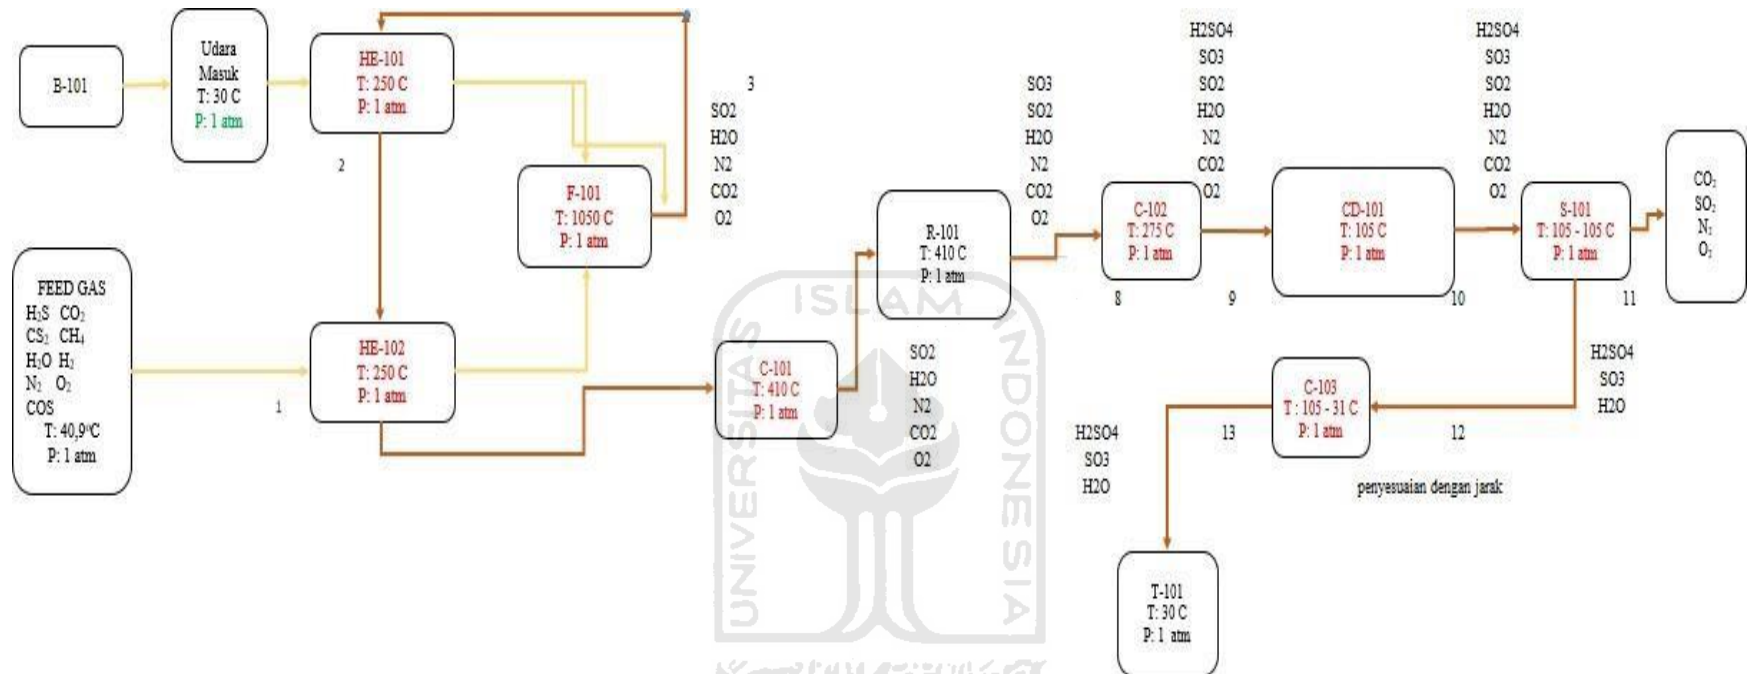 B-101
Udara
Masuk
T: 30 C
P: 1 atm
HE-101
T: 250 C
P: 1 atm
2
F-101
T: 1050 C
P: 1 atm
3
SO2
H2O
N2
CO2
O2
FEED GAS
H₂S CO₂
CS₂ CH₄
H₂O H₂
N₂ O₂
COS
T: 40,9°C
P: 1 atm
1
HE-102
T: 250 C
P: 1 atm
C-101
T: 410 C
P: 1 atm
R-101
T: 410 C
P: 1 atm
SO2
H2O
N2
CO2
O2
SO3
SO2
H2O
N2
CO2
O2
C-102
T: 275 C
P: 1 atm
8
H2SO4
SO3
SO2
H2O
N2
CO2
O2
9
CD-101
T: 105 C
P: 1 atm
10
H2SO4
SO3
SO2
H2O
N2
CO2
O2
S-101
T: 105 - 105 C
P: 1 atm
11
CO₂
SO₂
N₂
O₂
H2SO4
SO3
H2O
C-103
T : 105 - 31 C
P: 1 atm
12
penyesuaian dengan jarak
13
H2SO4
SO3
H2O
T-101
T: 30 C
P: 1 atm
UNIVERSITAS
ISLAM
INDONESIA